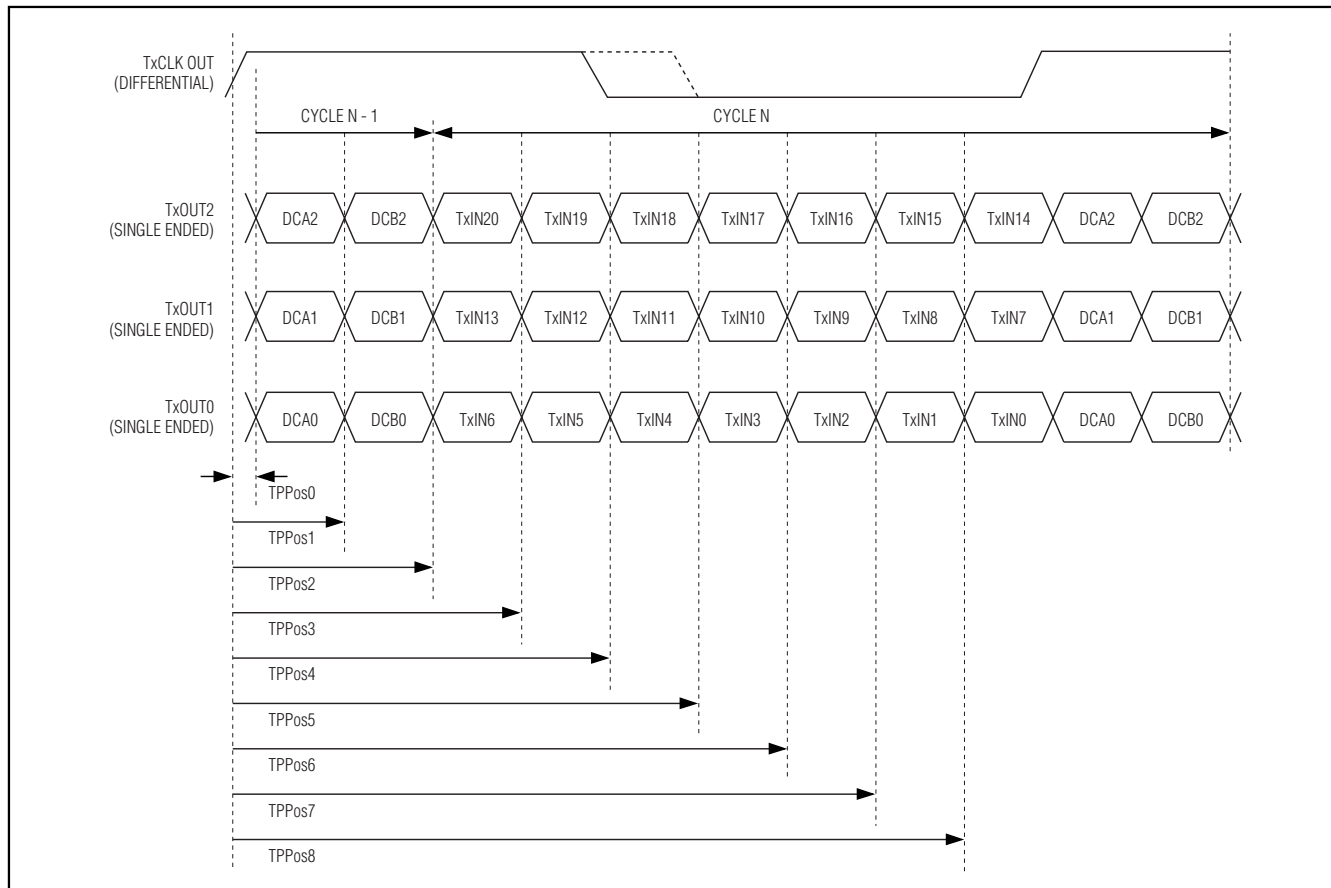 TxCLK OUT
(DIFFERENTIAL)
CYCLE N - 1 CYCLE N
TxOUT2
(SINGLE ENDED)
DCA2 DCB2 TxIN20 TxIN19 TxIN18 TxIN17 TxIN16 TxIN15 TxIN14 DCA2 DCB2
TxOUT1
(SINGLE ENDED)
DCA1 DCB1 TxIN13 TxIN12 TxIN11 TxIN10 TxIN9 TxIN8 TxIN7 DCA1 DCB1
TxOUT0
(SINGLE ENDED)
DCA0 DCB0 TxIN6 TxIN5 TxIN4 TxIN3 TxIN2 TxIN1 TxIN0 DCA0 DCB0
TPPos0
TPPos1
TPPos2
TPPos3
TPPos4
TPPos5
TPPos6
TPPos7
TPPos8